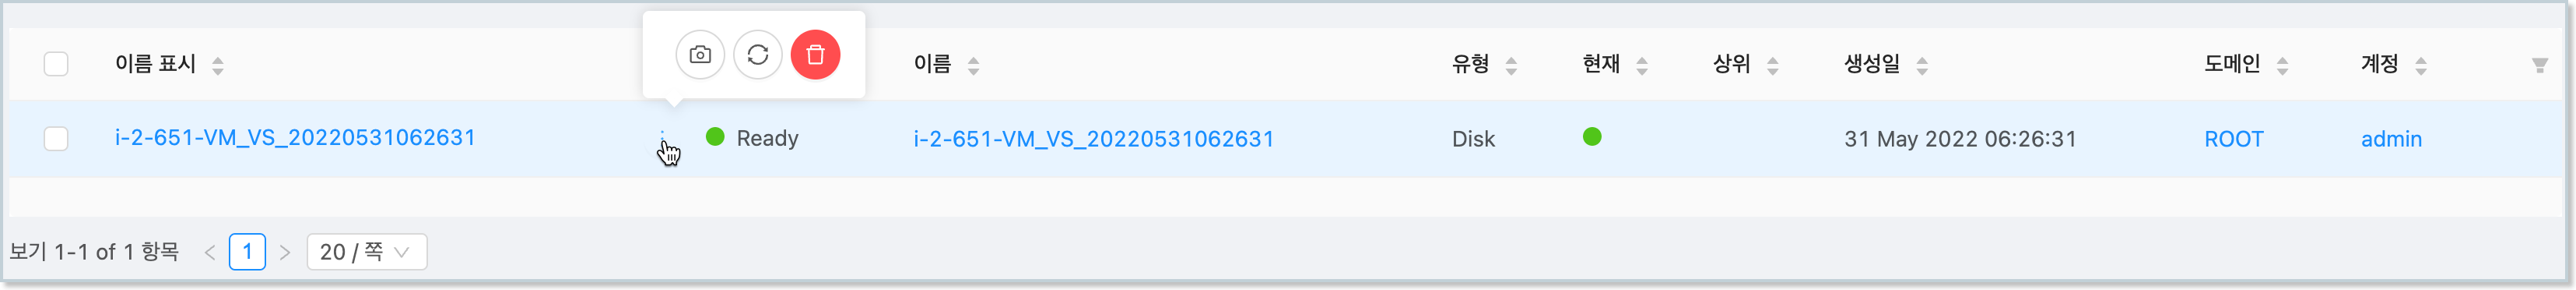 이름 표시 이름 유형 현재 상위 생성일 도메인 계정
i-2-651-VM_VS_20220531062631 Ready i-2-651-VM_VS_20220531062631 Disk 31 May 2022 06:26:31 ROOT admin
보기 1-1 of 1 항목 < 1 > 20 / 쪽